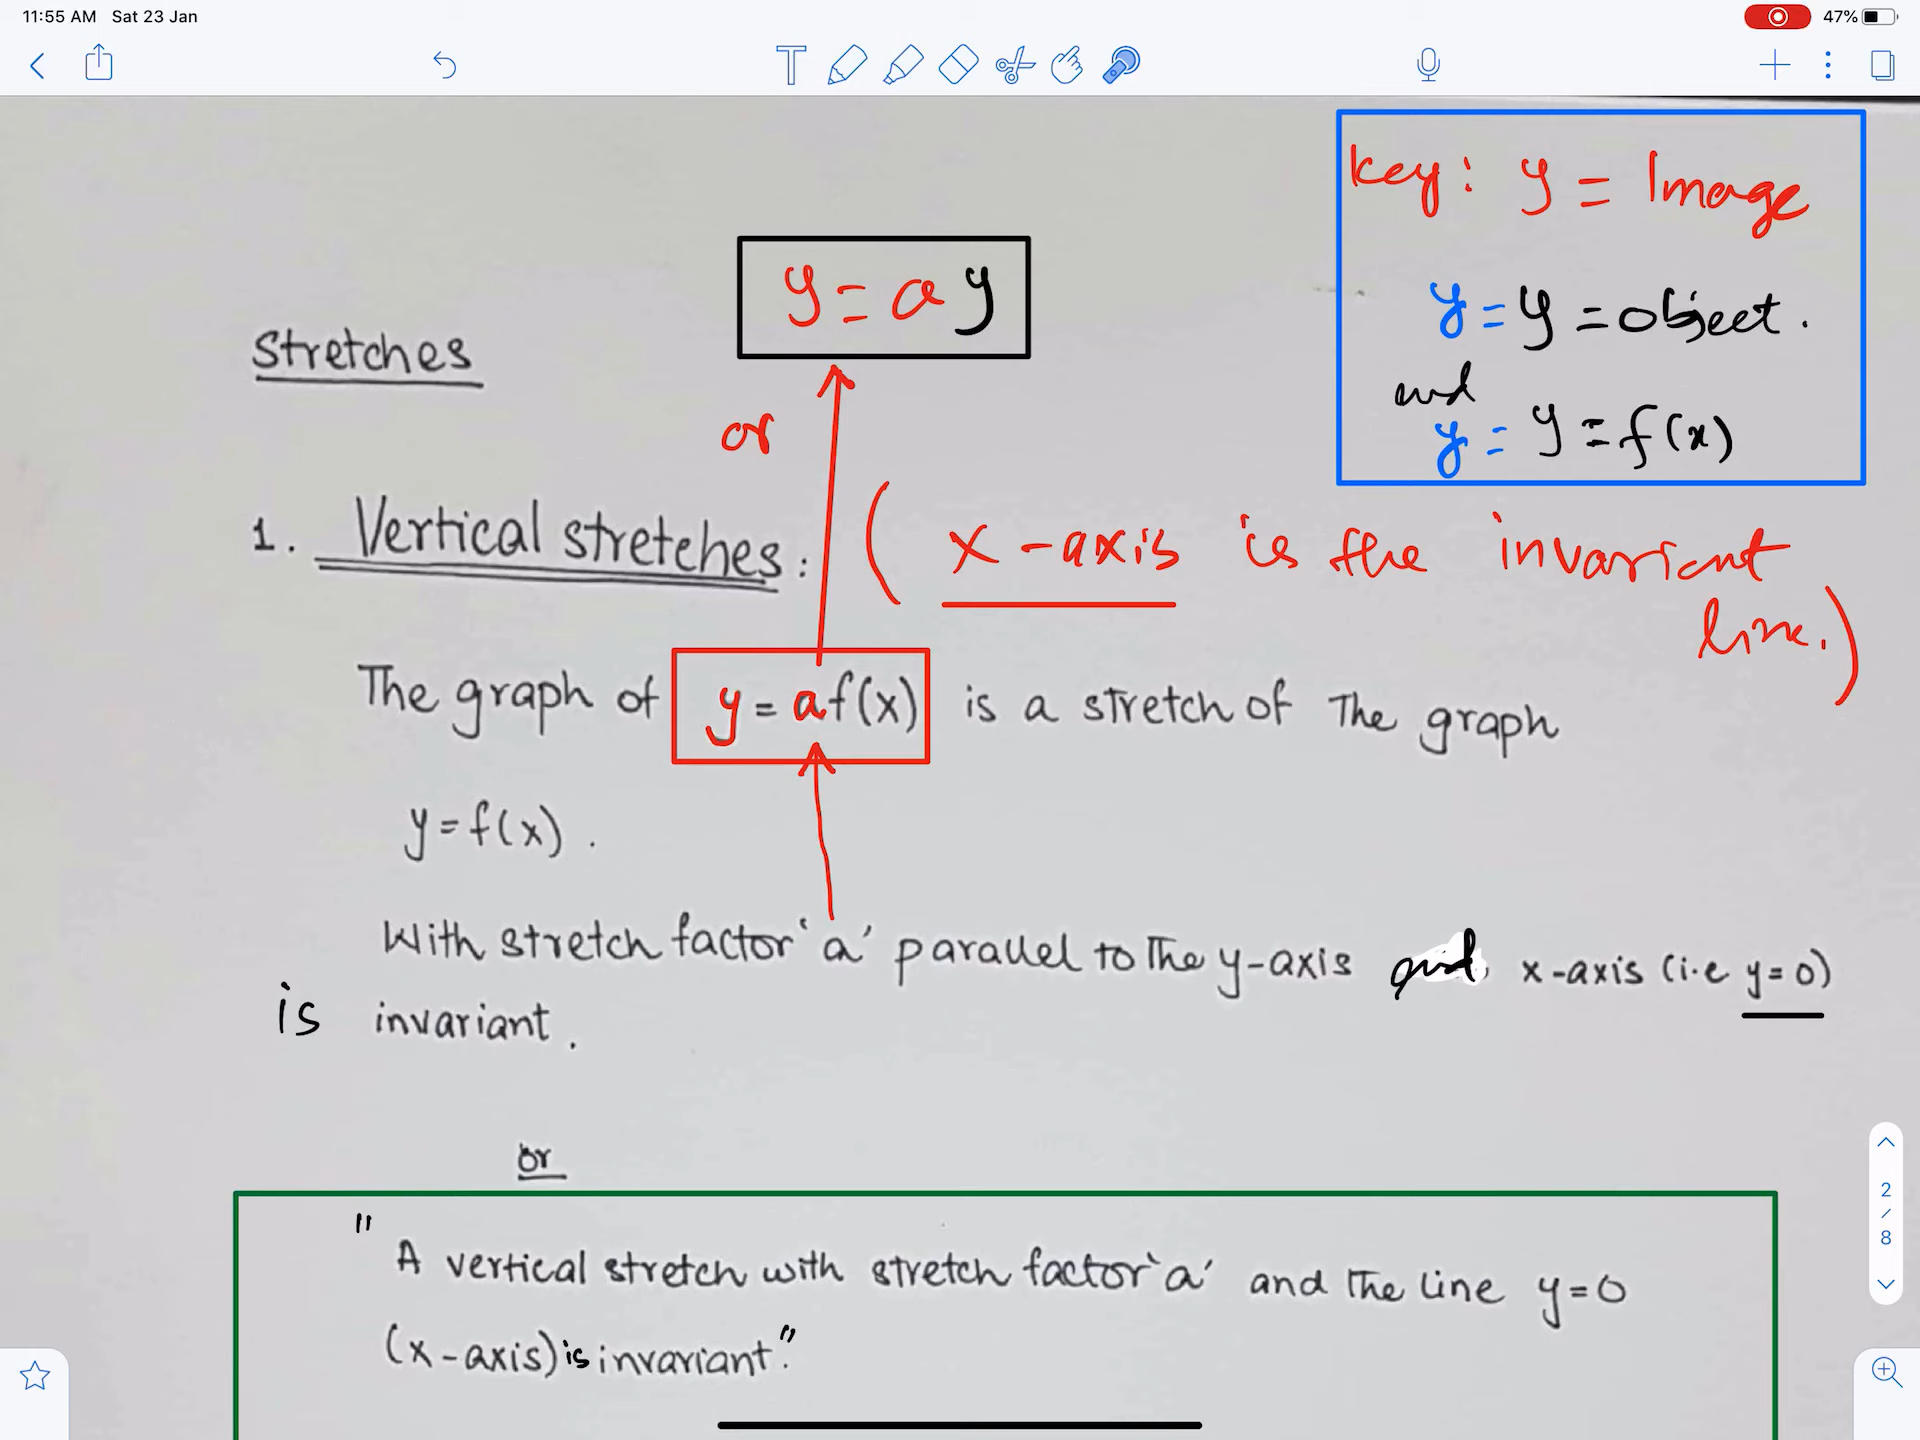 11:55 AM Sat 23 Jan
47%
T
key: y = Image
y = y = object.
and
y = y = f(x)
y = a y
Stretches
or
1. Vertical stretches: ( x-axis is the invariant
line.)
The graph of y = af(x) is a stretch of The graph
y = f(x).
With stretch factor 'a' parallel to The y-axis and x-axis (i.e y=0)
is invariant.
or
"A vertical stretch with stretch factor 'a' and the line y=0
(x-axis) is invariant."
2
/
8